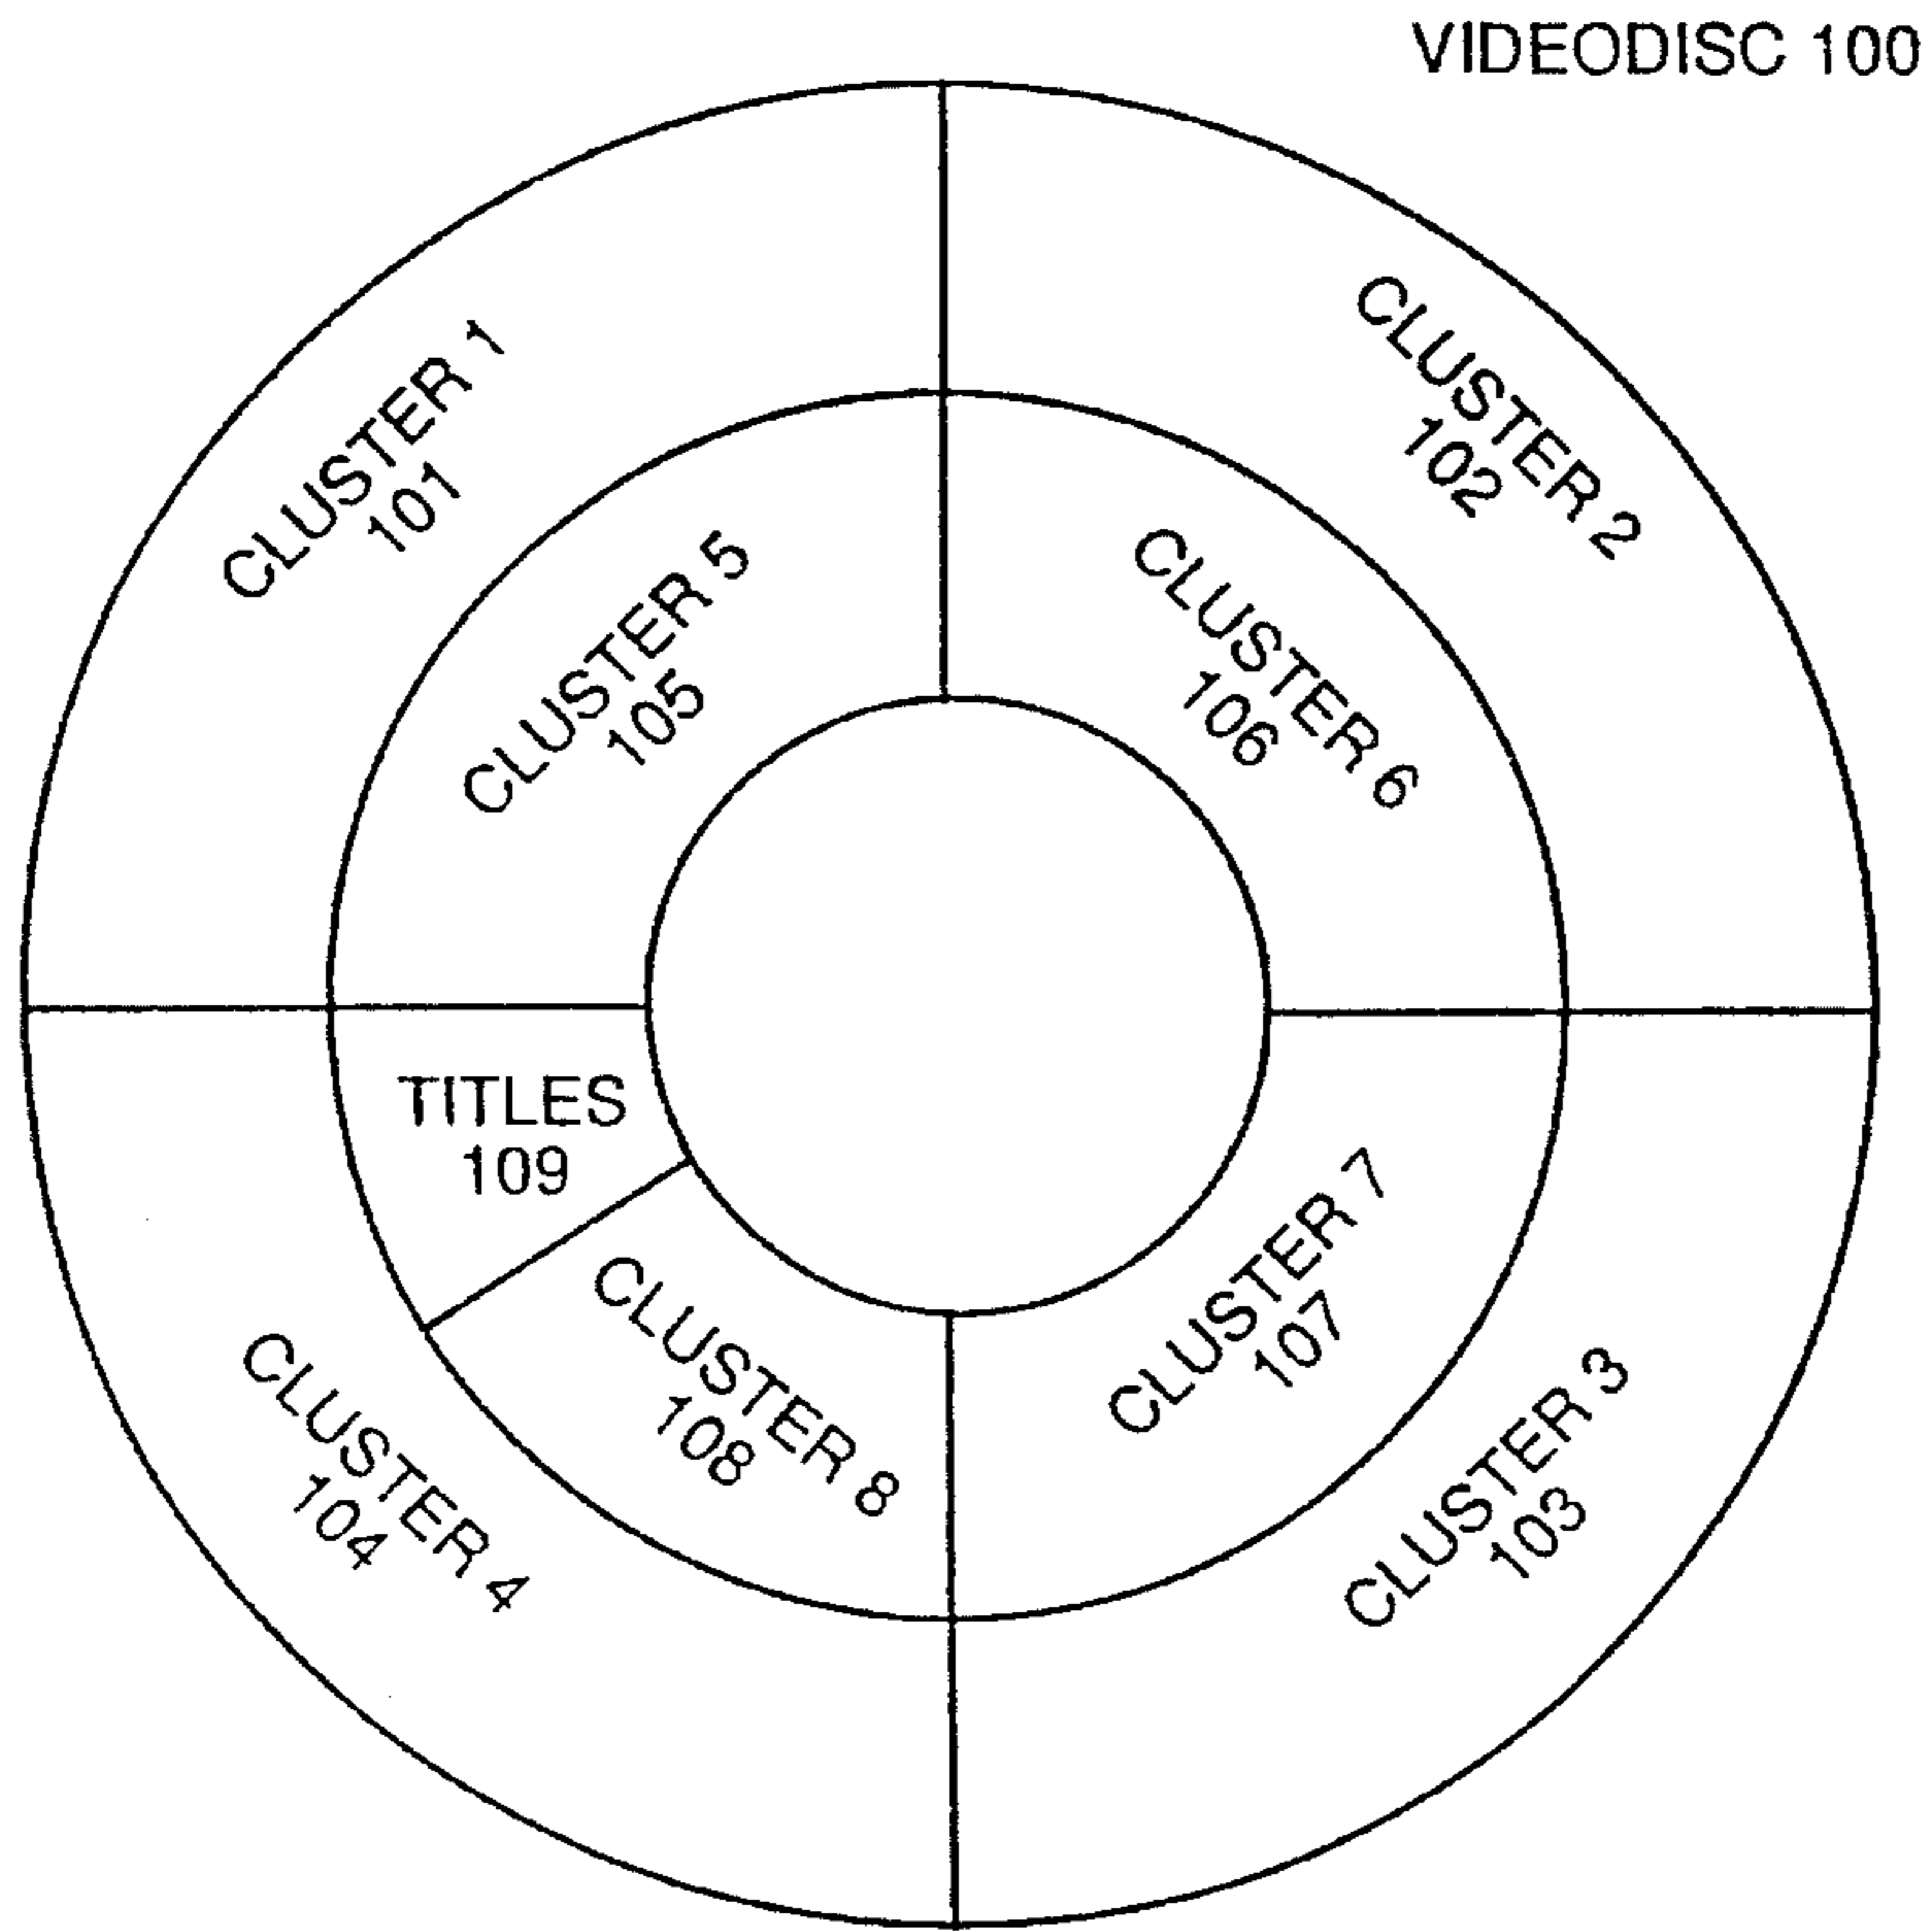 VIDEODISC 100
CLUSTER 1
101
CLUSTER 2
102
CLUSTER 5
105
CLUSTER 6
106
TITLES
109
CLUSTER 7
107
CLUSTER 8
108
CLUSTER 4
104
CLUSTER 3
103